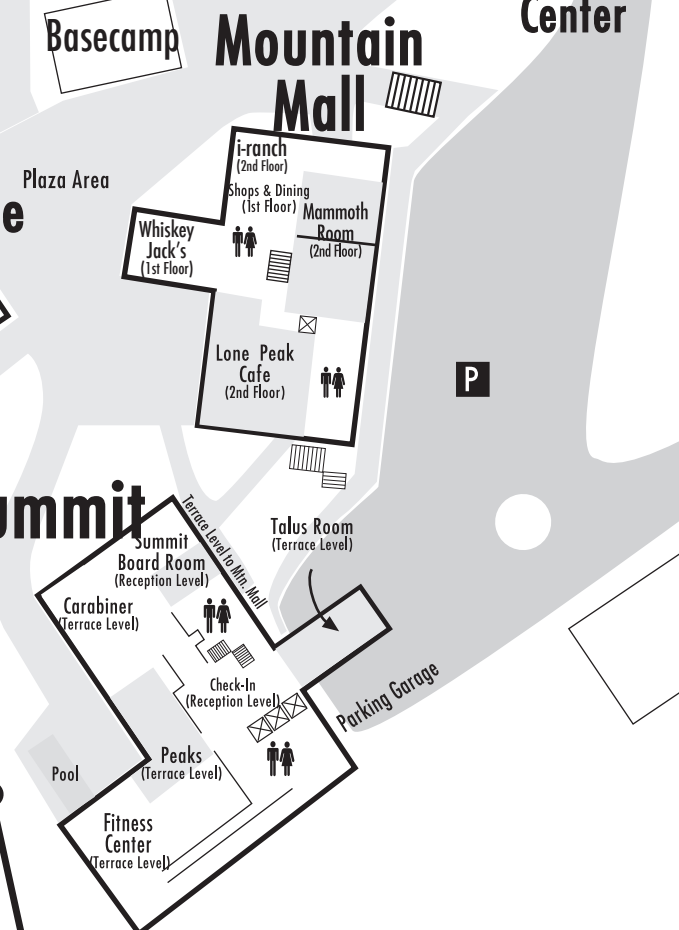 Center
Basecamp
Mountain
Mall
i-ranch
(2nd Floor)
Shops & Dining
(1st Floor)
Mammoth
Room
(2nd Floor)
Plaza Area
e
Whiskey
Jack's
(1st Floor)
Lone Peak
Cafe
(2nd Floor)
P
ummit
Terrace Level to Mtn. Mall
Talus Room
(Terrace Level)
Summit
Board Room
(Reception Level)
Carabiner
(Terrace Level)
Check-In
(Reception Level)
Parking Garage
Peaks
(Terrace Level)
Pool
Fitness
Center
(Terrace Level)